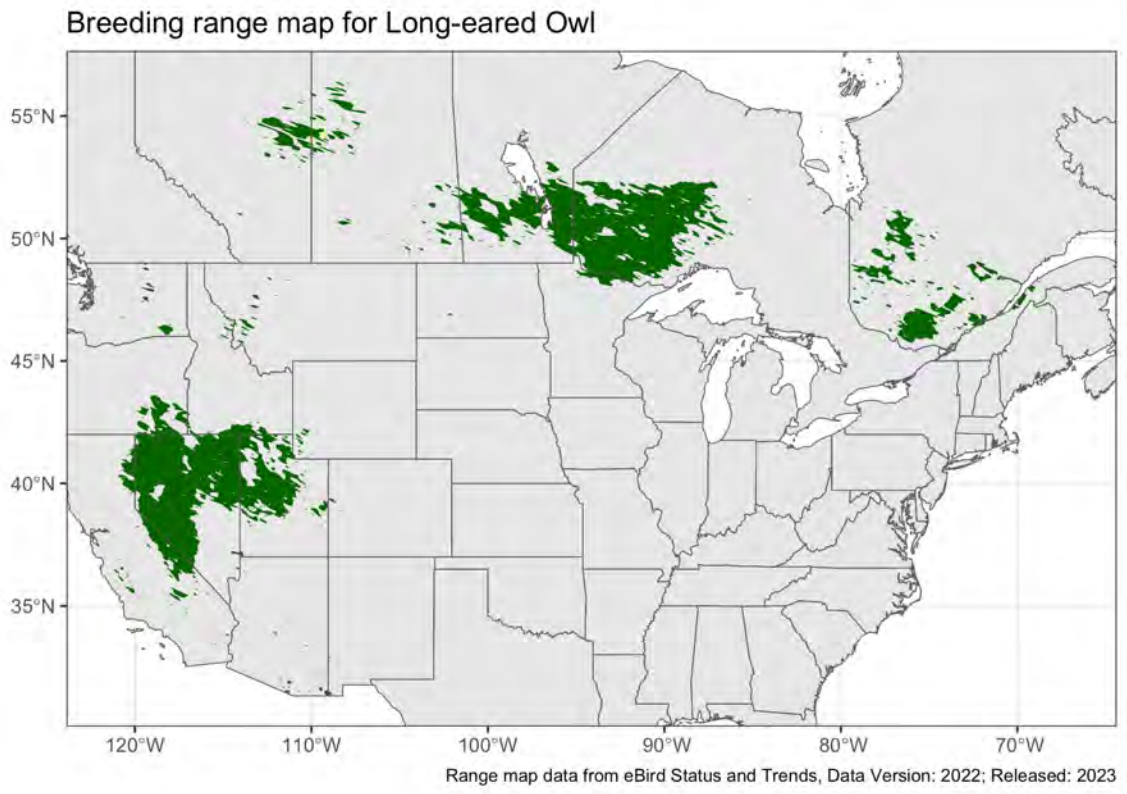 Breeding range map for Long-eared Owl
55°N
50°N
45°N
40°N
35°N
120°W 110°W 100°W 90°W 80°W 70°W
Range map data from eBird Status and Trends, Data Version: 2022; Released: 2023